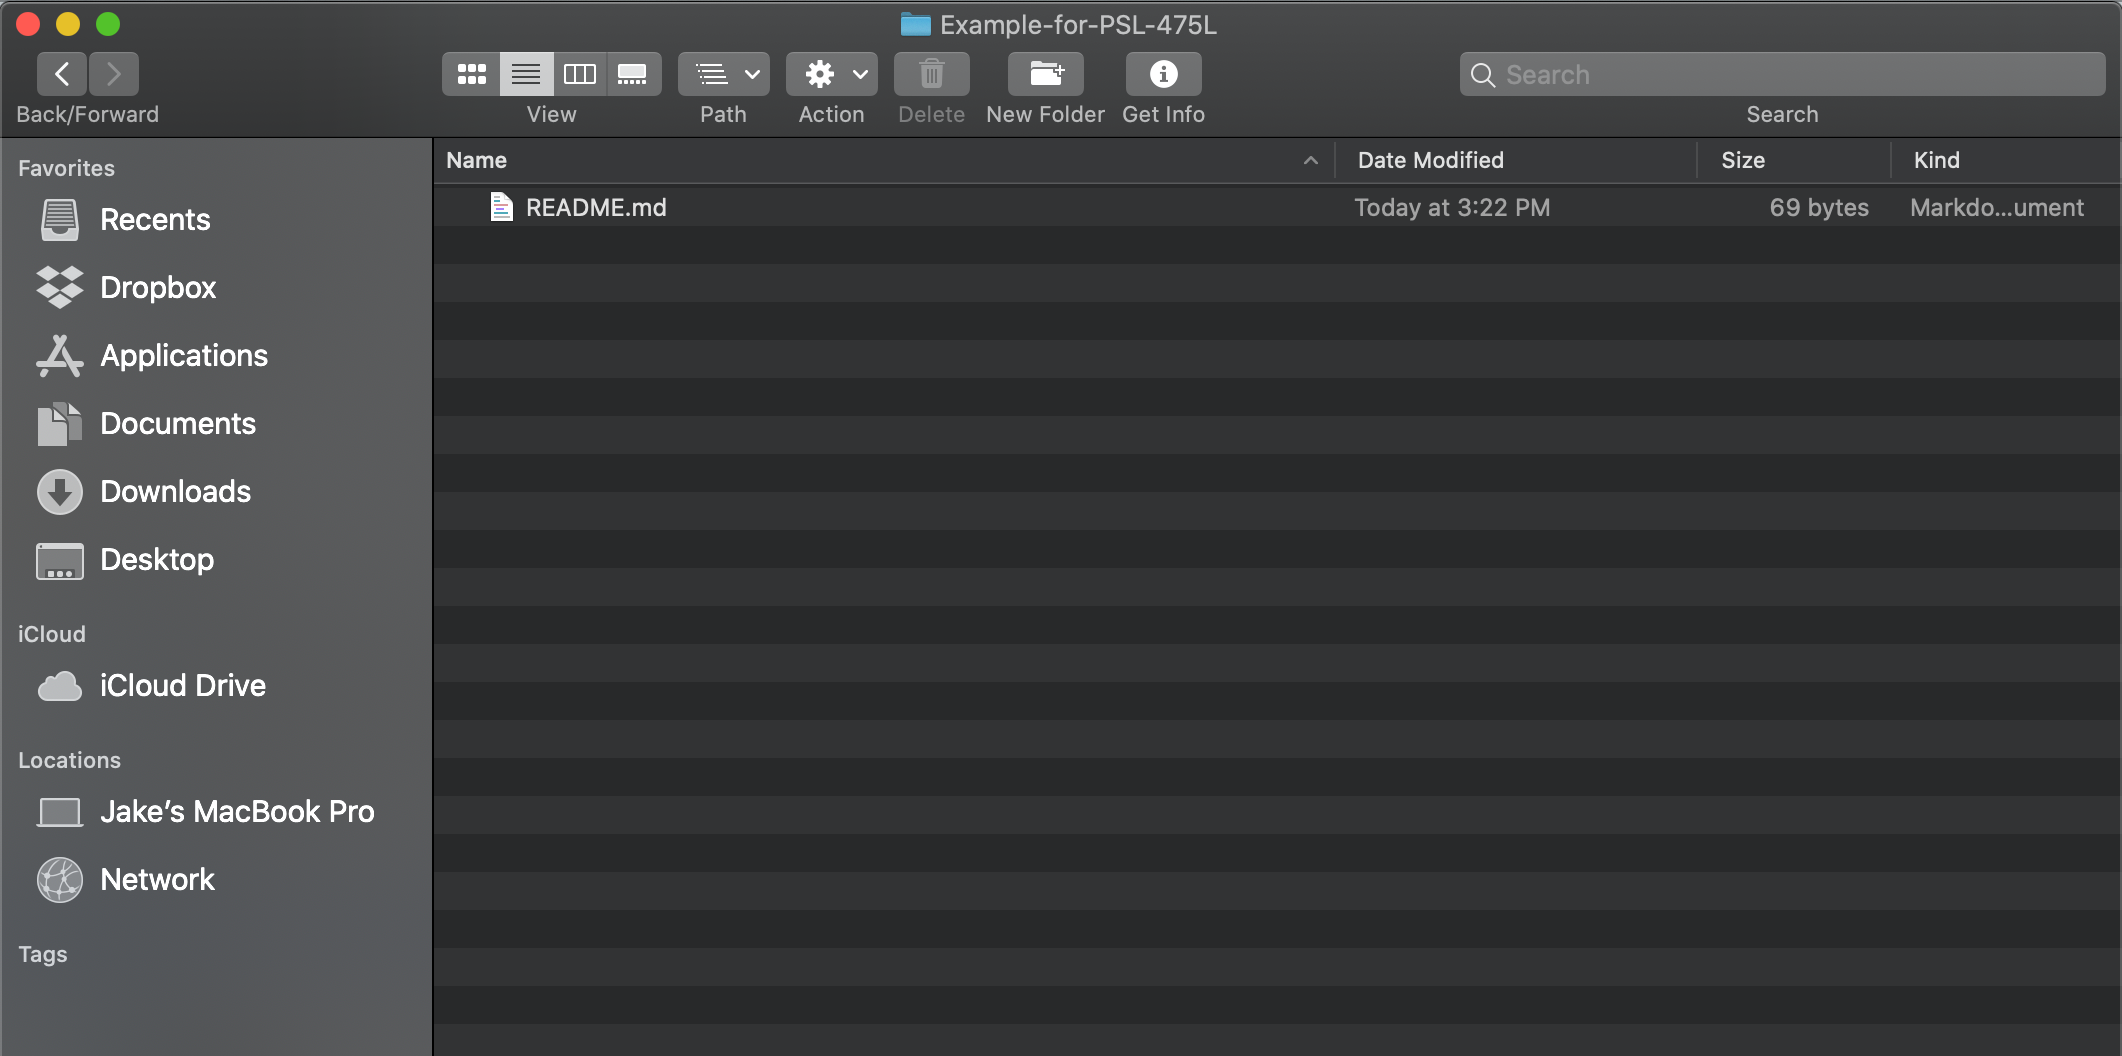 Example-for-PSL-475L
Search
Back/Forward
View
Path
Action
Delete
New Folder
Get Info
Search
Favorites
Recents
Dropbox
Applications
Documents
Downloads
Desktop
iCloud
iCloud Drive
Locations
Jake’s MacBook Pro
Network
Tags
Name Date Modified Size Kind
README.md Today at 3:22 PM 69 bytes Markdo...ument